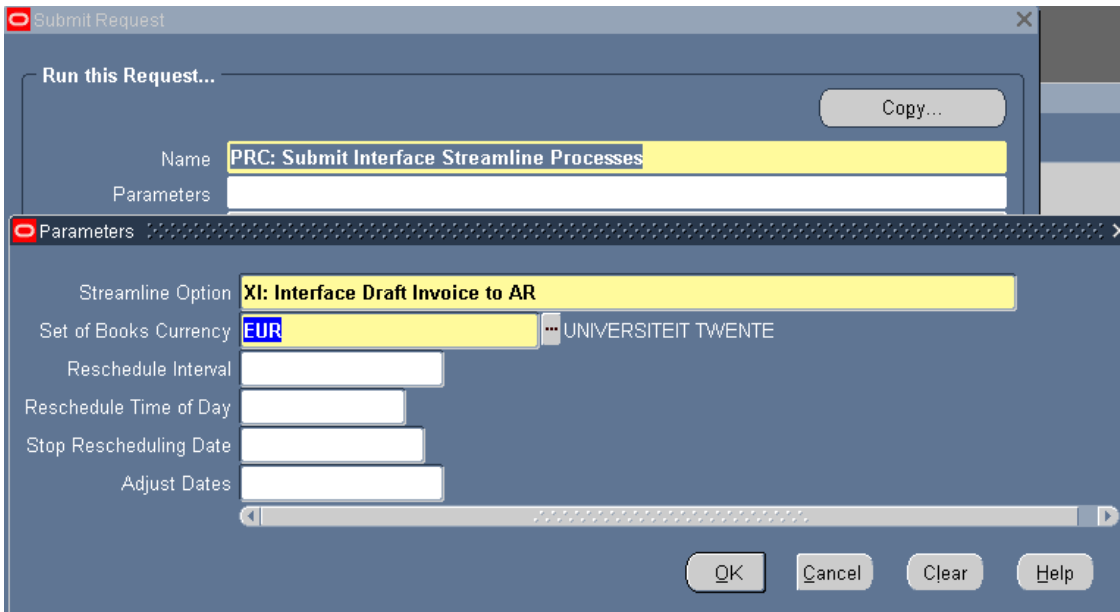 Submit Request
Run this Request...
Copy...
Name PRC: Submit Interface Streamline Processes
Parameters
Parameters
Streamline Option XI: Interface Draft Invoice to AR
Set of Books Currency EUR ... UNIVERSITEIT TWENTE
Reschedule Interval
Reschedule Time of Day
Stop Rescheduling Date
Adjust Dates
OK Cancel Clear Help